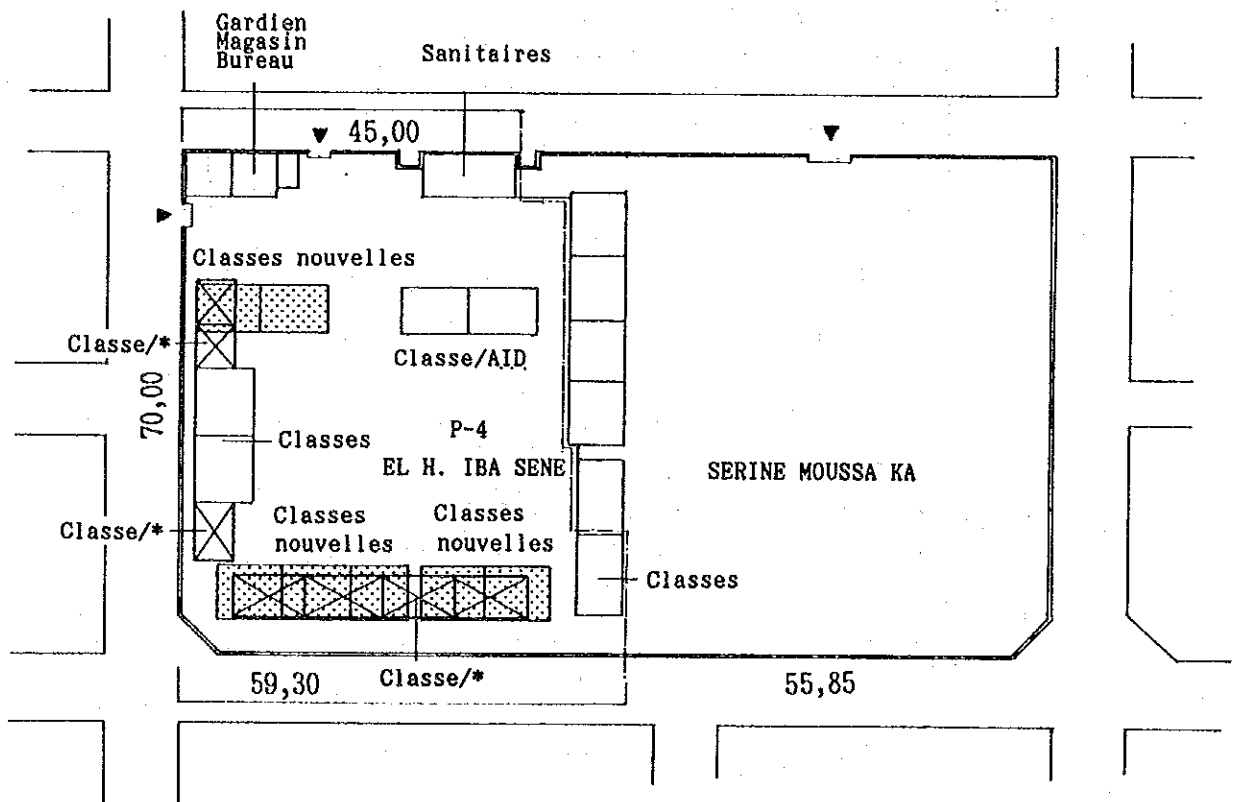 Gardien
Magasin
Bureau
Sanitaires
45,00
Classes nouvelles
Classe/*
Classe/AID
70,00
Classes
P-4
EL H. IBA SENE
SERINE MOUSSA KA
Classe/*
Classes
nouvelles
Classes
nouvelles
Classes
59,30
Classe/*
55,85